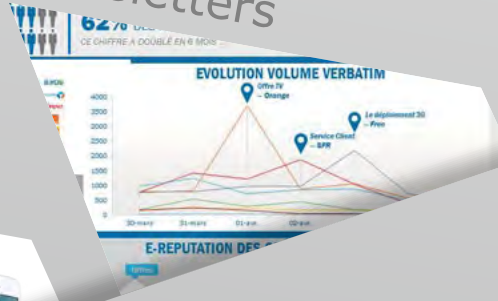 sletters
62%
CE CHIFFRE A DOUBLÉ EN 6 MOIS
EVOLUTION VOLUME VERBATIM
Offre TV
– Orange
Le déploiement 3G
– Free
Service Client
– SFR
4000
3500
3000
2500
2000
1500
1000
500
0
30-mars
31-mars
01-avr.
02-avr.
E-REPUTATION DES